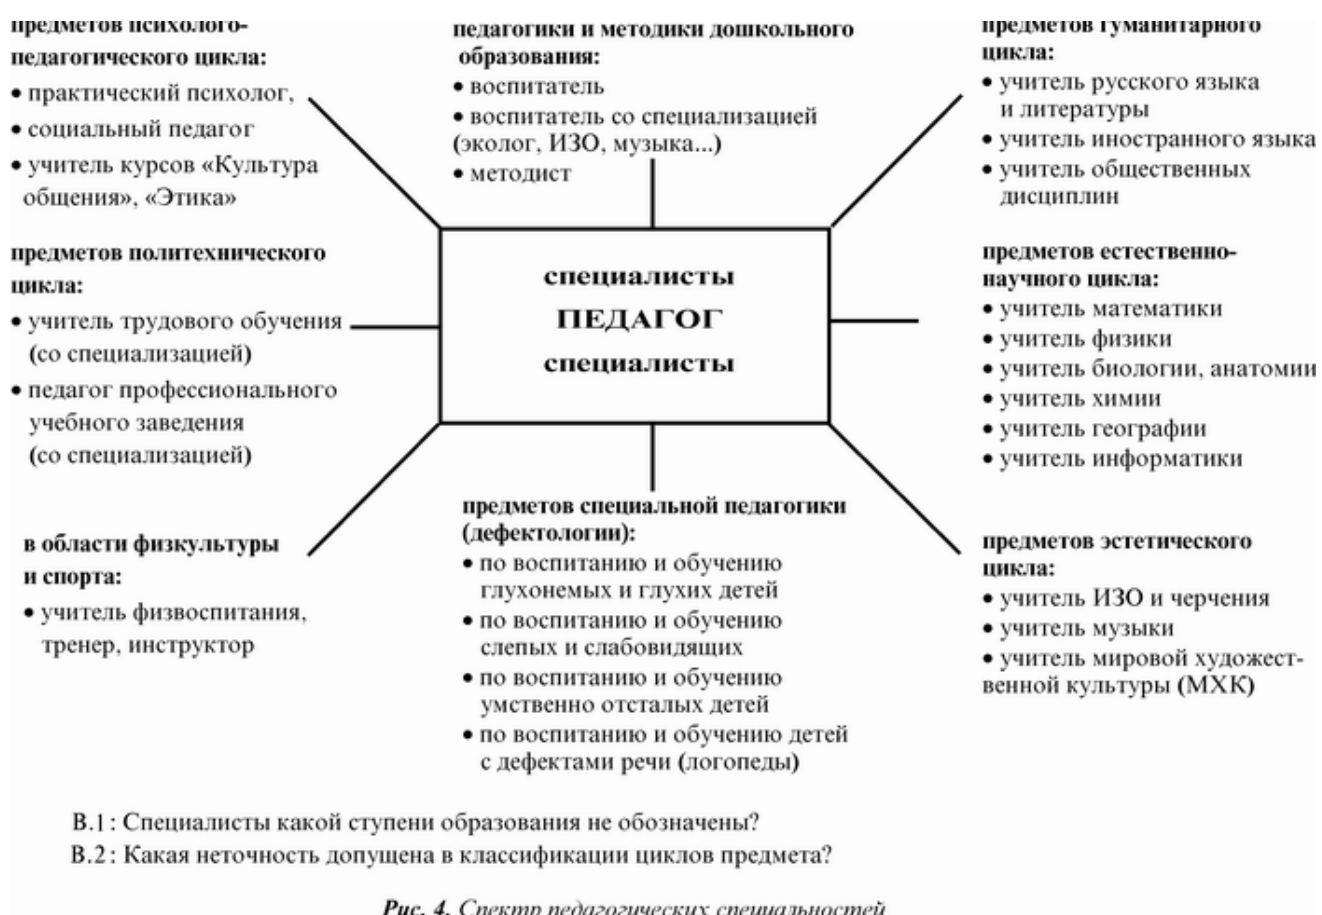 предметов психолого-
педагогического цикла:
• практический психолог,
• социальный педагог
• учитель курсов «Культура
общения», «Этика»
педагогики и методики дошкольного
образования:
• воспитатель
• воспитатель со специализацией
(эколог, ИЗО, музыка...)
• методист
предметов гуманитарного
цикла:
• учитель русского языка
и литературы
• учитель иностранного языка
• учитель общественных
дисциплин
предметов политехнического
цикла:
• учитель трудового обучения
(со специализацией)
• педагог профессионального
учебного заведения
(со специализацией)
специалисты
ПЕДАГОГ
специалисты
предметов естественно-
научного цикла:
• учитель математики
• учитель физики
• учитель биологии, анатомии
• учитель химии
• учитель географии
• учитель информатики
в области физкультуры
и спорта:
• учитель физвоспитания,
тренер, инструктор
предметов специальной педагогики
(дефектологии):
• по воспитанию и обучению
глухонемых и глухих детей
• по воспитанию и обучению
слепых и слабовидящих
• по воспитанию и обучению
умственно отсталых детей
• по воспитанию и обучению детей
с дефектами речи (логопеды)
предметов эстетического
цикла:
• учитель ИЗО и черчения
• учитель музыки
• учитель мировой художест-
венной культуры (МХК)
В.1: Специалисты какой ступени образования не обозначены?
В.2: Какая неточность допущена в классификации циклов предмета?
Рис. 4. Спектр педагогических специальностей